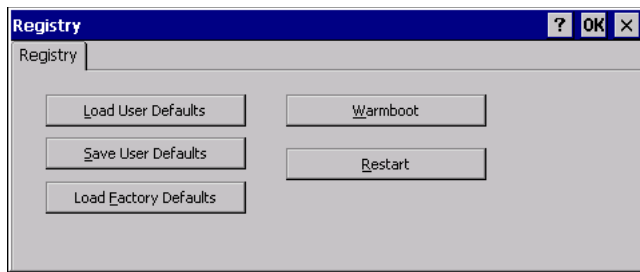 Registry ? OK ×
Registry
Load User Defaults
Save User Defaults
Load Factory Defaults
Warmboot
Restart